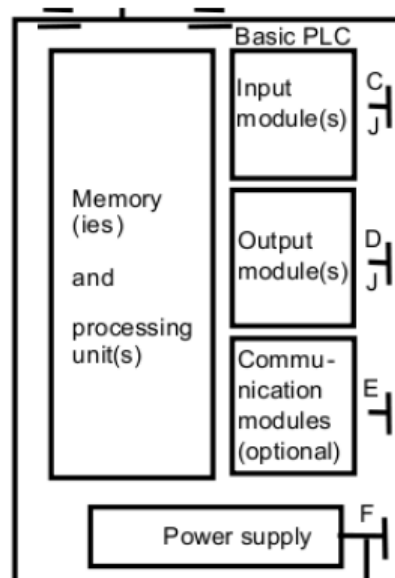 Basic PLC
Memory
(ies)
and
processing
unit(s)
Input
module(s)
C
J
Output
module(s)
D
J
Commu-
nication
modules
(optional)
E
Power supply
F